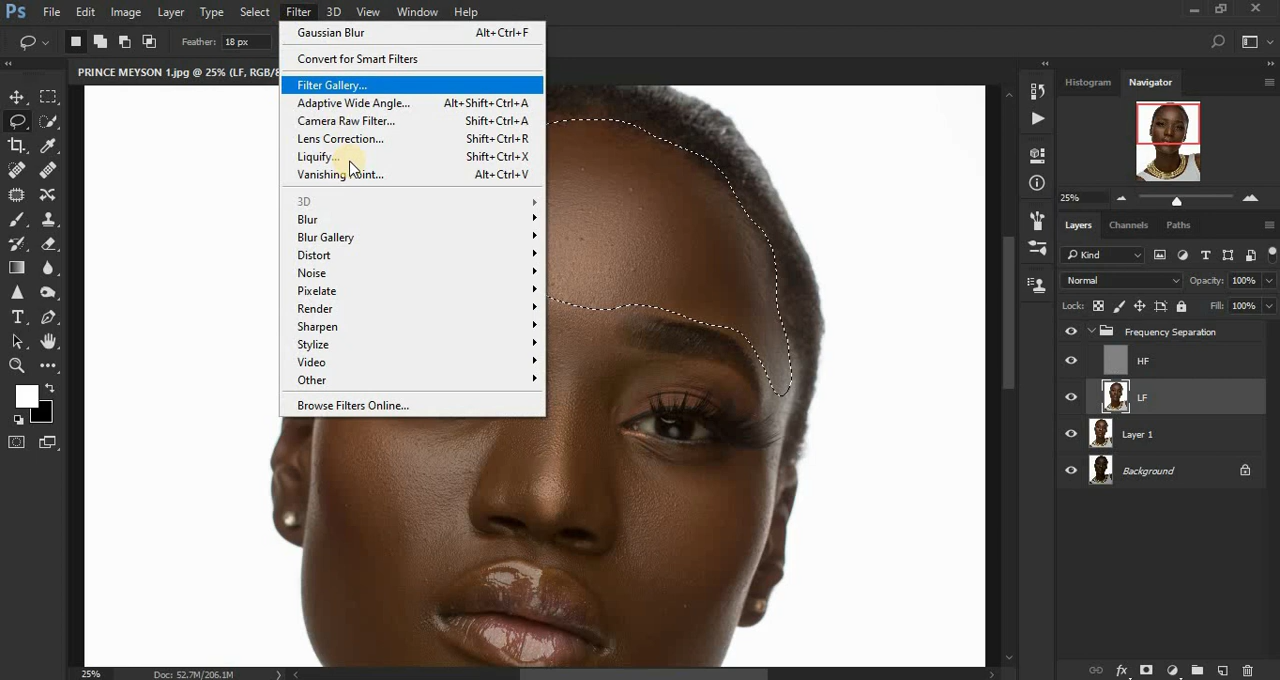 Ps File Edit Image Layer Type Select Filter 3D View Window Help
Feather: 18 px
PRINCE MEYSON 1.jpg @ 25% (LF, RGB/8
Gaussian Blur Alt+Ctrl+F
Convert for Smart Filters
Filter Gallery...
Adaptive Wide Angle... Alt+Shift+Ctrl+A
Camera Raw Filter... Shift+Ctrl+A
Lens Correction... Shift+Ctrl+R
Liquify... Shift+Ctrl+X
Vanishing Point... Alt+Ctrl+V
3D
Blur
Blur Gallery
Distort
Noise
Pixelate
Render
Sharpen
Stylize
Video
Other
Browse Filters Online...
Histogram Navigator
25%
Layers Channels Paths
Kind
Normal Opacity: 100%
Lock: Fill: 100%
Frequency Separation
HF
LF
Layer 1
Background
25% Doc: 52.7M/206.1M